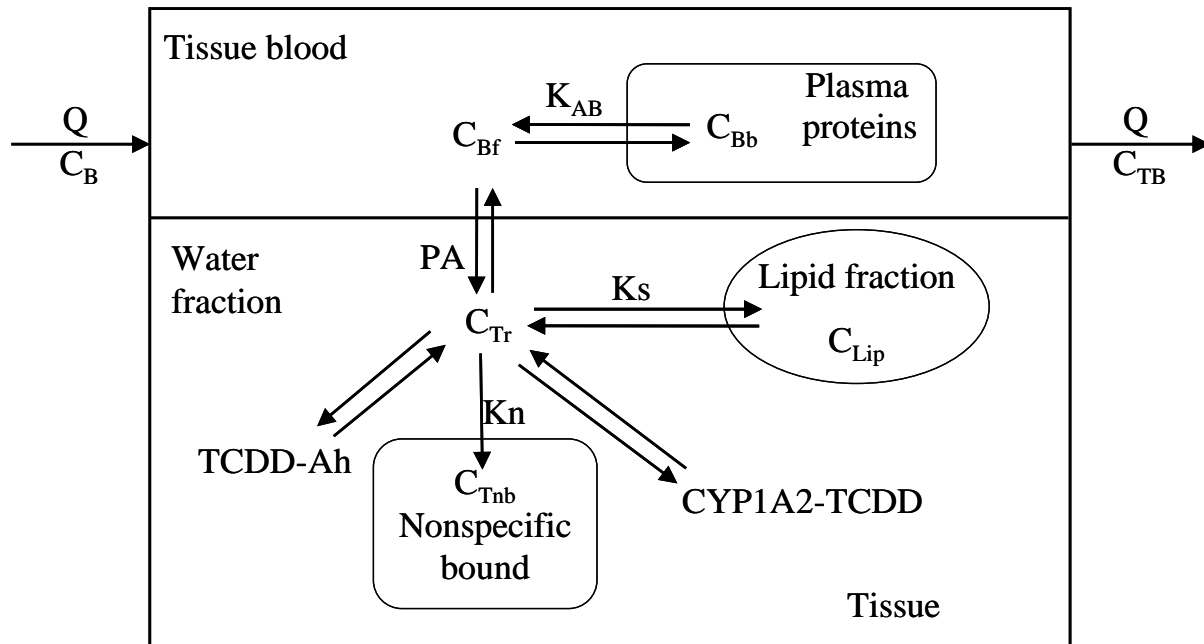 Tissue blood
Plasma
proteins
K_AB
C_Bf
C_Bb
Q
C_B
Q
C_TB
Water
fraction
PA
Lipid fraction
Ks
C_Tr
C_Lip
Kn
TCDD-Ah
C_Tnb
Nonspecific
bound
CYP1A2-TCDD
Tissue